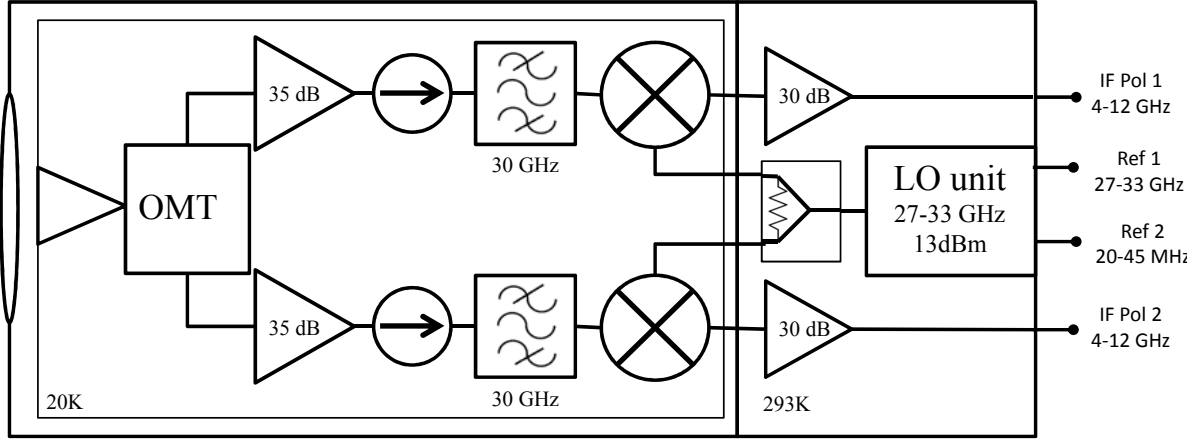 35 dB
30 GHz
30 dB
IF Pol 1
4-12 GHz
OMT
LO unit
27-33 GHz
13dBm
Ref 1
27-33 GHz
Ref 2
20-45 MHz
35 dB
30 GHz
30 dB
IF Pol 2
4-12 GHz
20K
293K